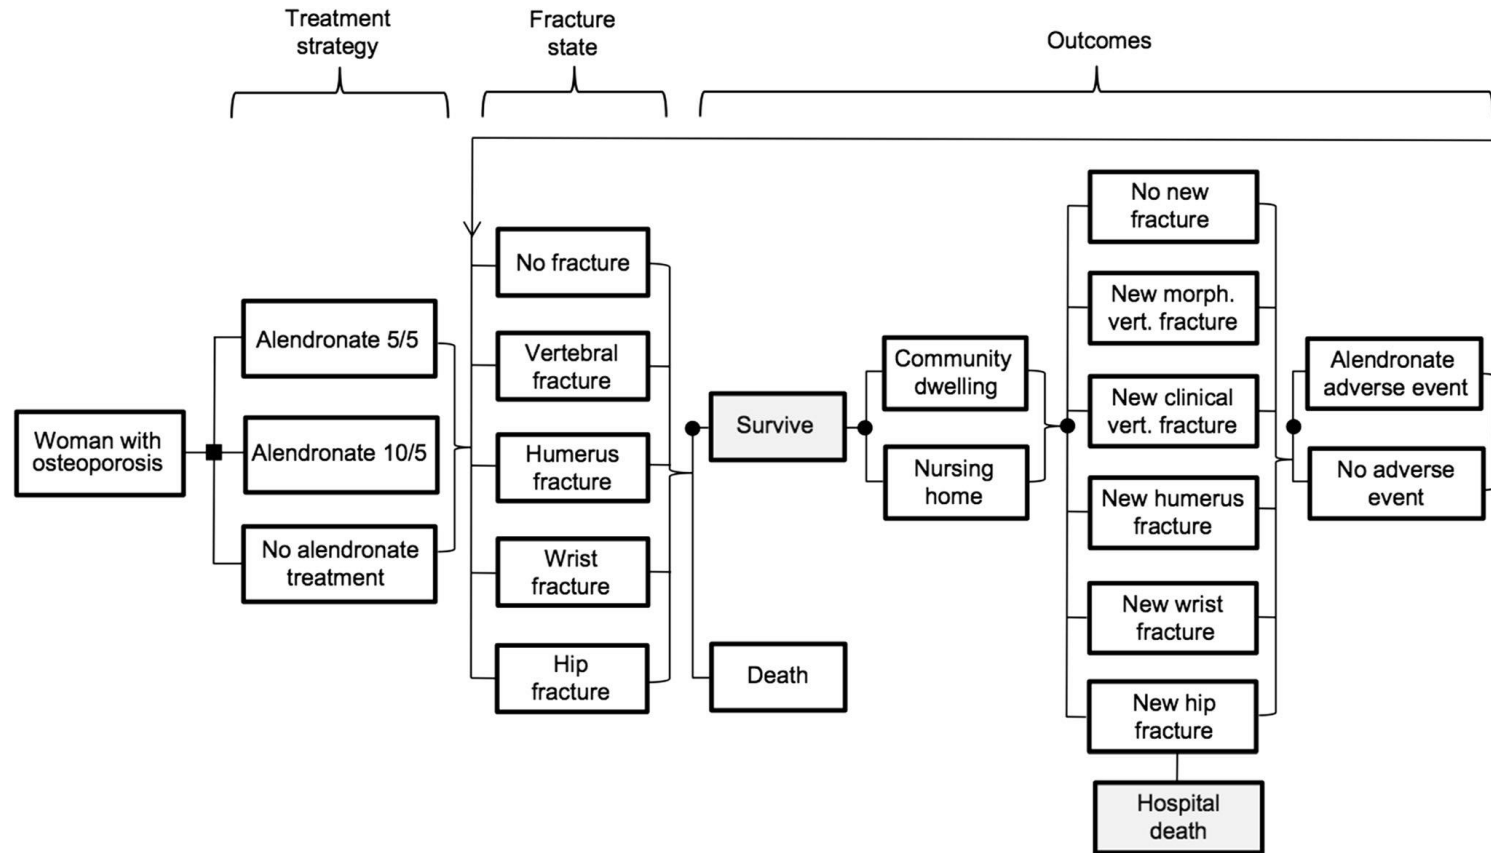 Treatment
strategy
Fracture
state
Outcomes
Woman with
osteoporosis
Alendronate 5/5
Alendronate 10/5
No alendronate
treatment
No fracture
Vertebral
fracture
Humerus
fracture
Wrist
fracture
Hip
fracture
Survive
Death
Community
dwelling
Nursing
home
No new
fracture
New morph.
vert. fracture
New clinical
vert. fracture
New humerus
fracture
New wrist
fracture
New hip
fracture
Hospital
death
Alendronate
adverse event
No adverse
event